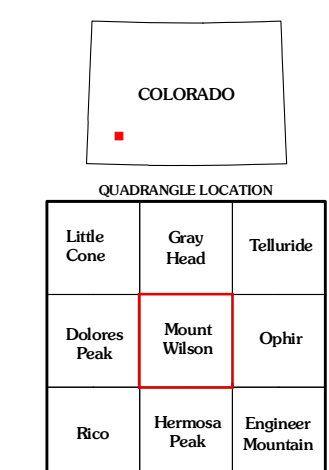 COLORADO
QUADRANGLE LOCATION
Little
Cone
Gray
Head
Telluride
Dolores
Peak
Mount
Wilson
Ophir
Rico
Hermosa
Peak
Engineer
Mountain